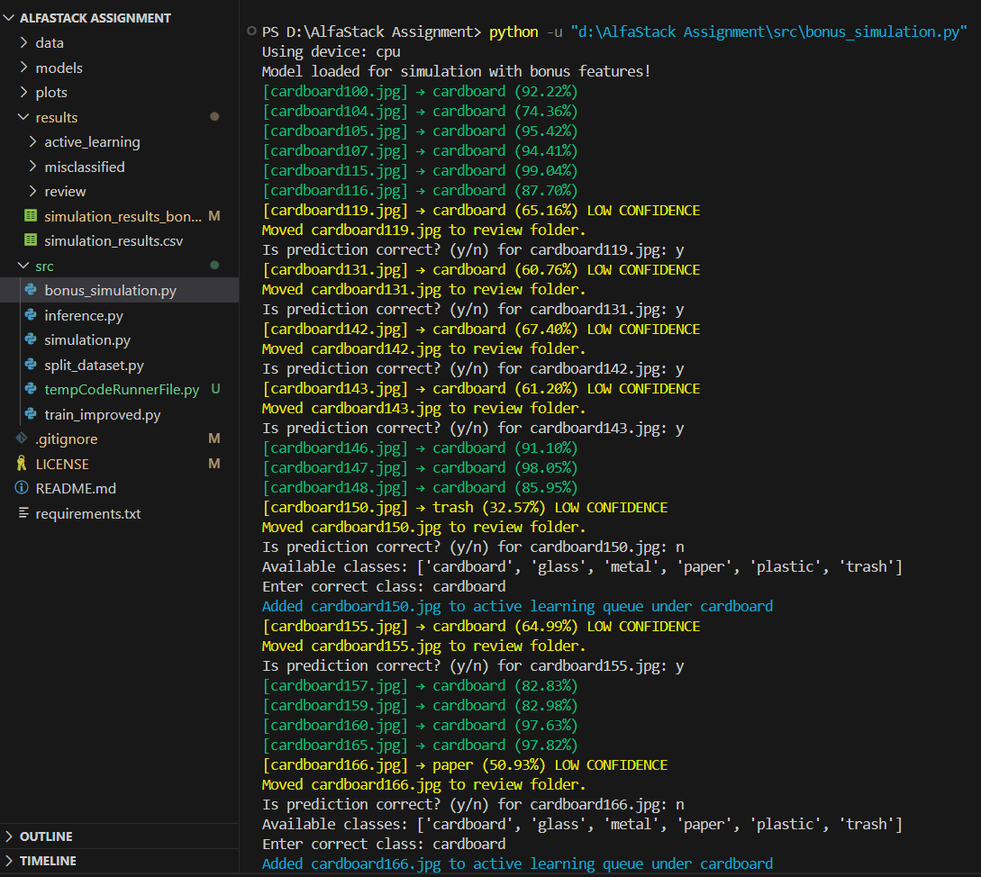 ALFASTACK ASSIGNMENT
data
models
plots
results
active_learning
misclassified
review
simulation_results_bon... M
simulation_results.csv
src
bonus_simulation.py
inference.py
simulation.py
split_dataset.py
tempCodeRunnerFile.py U
train_improved.py
.gitignore M
LICENSE M
README.md
requirements.txt
OUTLINE
TIMELINE
PS D:\AlfaStack Assignment> python -u "d:\AlfaStack Assignment\src\bonus_simulation.py"
Using device: cpu
Model loaded for simulation with bonus features!
[cardboard100.jpg] → cardboard (92.22%)
[cardboard104.jpg] → cardboard (74.36%)
[cardboard105.jpg] → cardboard (95.42%)
[cardboard107.jpg] → cardboard (94.41%)
[cardboard115.jpg] → cardboard (99.04%)
[cardboard116.jpg] → cardboard (87.70%)
[cardboard119.jpg] → cardboard (65.16%) LOW CONFIDENCE
Moved cardboard119.jpg to review folder.
Is prediction correct? (y/n) for cardboard119.jpg: y
[cardboard131.jpg] → cardboard (60.76%) LOW CONFIDENCE
Moved cardboard131.jpg to review folder.
Is prediction correct? (y/n) for cardboard131.jpg: y
[cardboard142.jpg] → cardboard (67.40%) LOW CONFIDENCE
Moved cardboard142.jpg to review folder.
Is prediction correct? (y/n) for cardboard142.jpg: y
[cardboard143.jpg] → cardboard (61.20%) LOW CONFIDENCE
Moved cardboard143.jpg to review folder.
Is prediction correct? (y/n) for cardboard143.jpg: y
[cardboard146.jpg] → cardboard (91.10%)
[cardboard147.jpg] → cardboard (98.05%)
[cardboard148.jpg] → cardboard (85.95%)
[cardboard150.jpg] → trash (32.57%) LOW CONFIDENCE
Moved cardboard150.jpg to review folder.
Is prediction correct? (y/n) for cardboard150.jpg: n
Available classes: ['cardboard', 'glass', 'metal', 'paper', 'plastic', 'trash']
Enter correct class: cardboard
Added cardboard150.jpg to active learning queue under cardboard
[cardboard155.jpg] → cardboard (64.99%) LOW CONFIDENCE
Moved cardboard155.jpg to review folder.
Is prediction correct? (y/n) for cardboard155.jpg: y
[cardboard157.jpg] → cardboard (82.83%)
[cardboard159.jpg] → cardboard (82.98%)
[cardboard160.jpg] → cardboard (97.63%)
[cardboard165.jpg] → cardboard (97.82%)
[cardboard166.jpg] → paper (50.93%) LOW CONFIDENCE
Moved cardboard166.jpg to review folder.
Is prediction correct? (y/n) for cardboard166.jpg: n
Available classes: ['cardboard', 'glass', 'metal', 'paper', 'plastic', 'trash']
Enter correct class: cardboard
Added cardboard166.jpg to active learning queue under cardboard